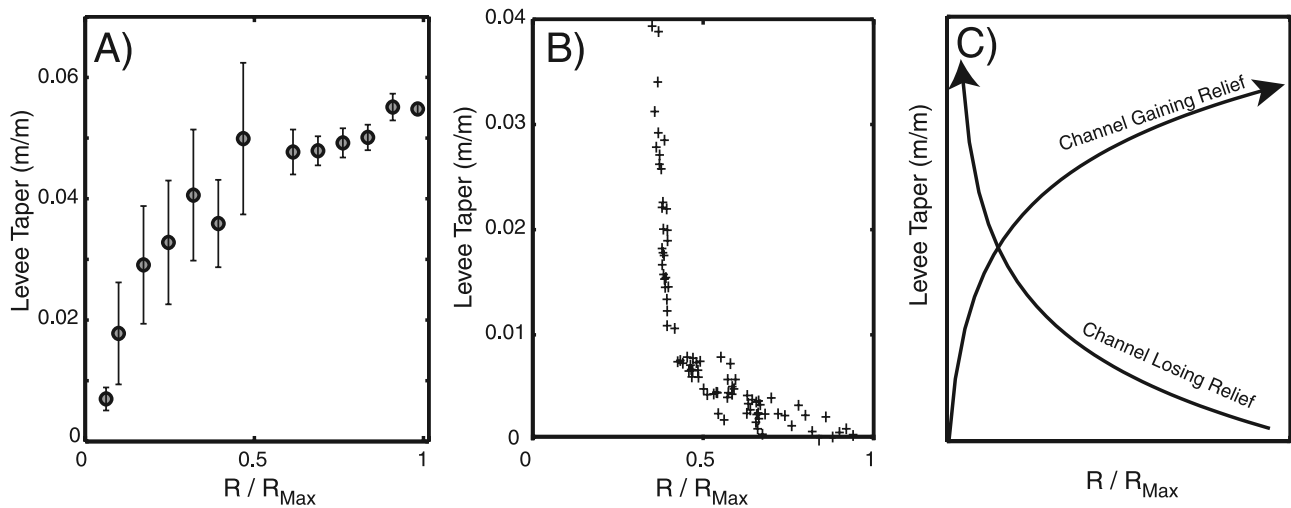 A)
Levee Taper (m/m)
0.06
0.04
0.02
0
0
0.5
1
R / RMax
B)
Levee Taper (m/m)
0.04
0.03
0.02
0.01
0
0
0.5
1
R / RMax
C)
Levee Taper (m/m)
Channel Gaining Relief
Channel Losing Relief
R / RMax